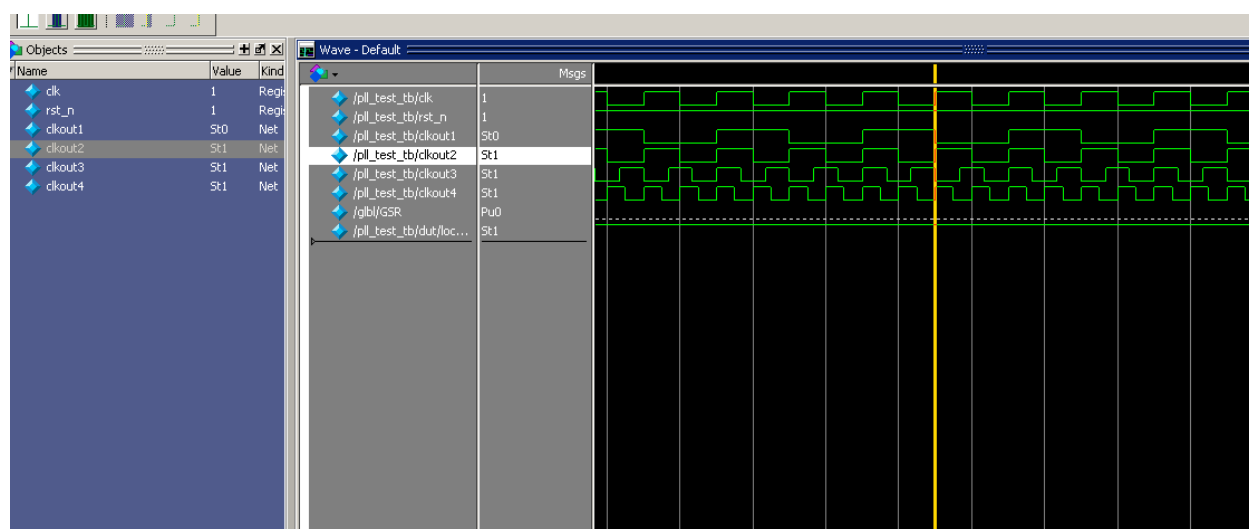 Objects
Wave - Default
Name Value Kind
Msgs
clk 1 Regi
rst_n 1 Regi
clkout1 St0 Net
clkout2 St1 Net
clkout3 St1 Net
clkout4 St1 Net
/pll_test_tb/clk 1
/pll_test_tb/rst_n 1
/pll_test_tb/clkout1 St0
/pll_test_tb/clkout2 St1
/pll_test_tb/clkout3 St1
/pll_test_tb/clkout4 St1
/glbl/GSR Pu0
/pll_test_tb/dut/loc... St1